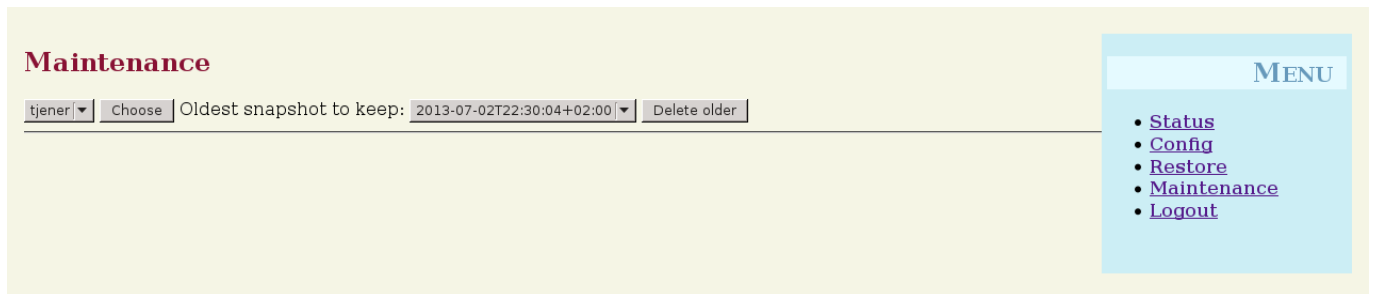 Maintenance
tjener Choose Oldest snapshot to keep: 2013-07-02T22:30:04+02:00 Delete older
MENU
Status
Config
Restore
Maintenance
Logout